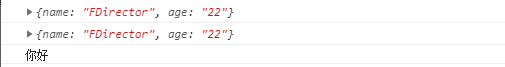 {name: "FDirector", age: "22"}
{name: "FDirector", age: "22"}
你好